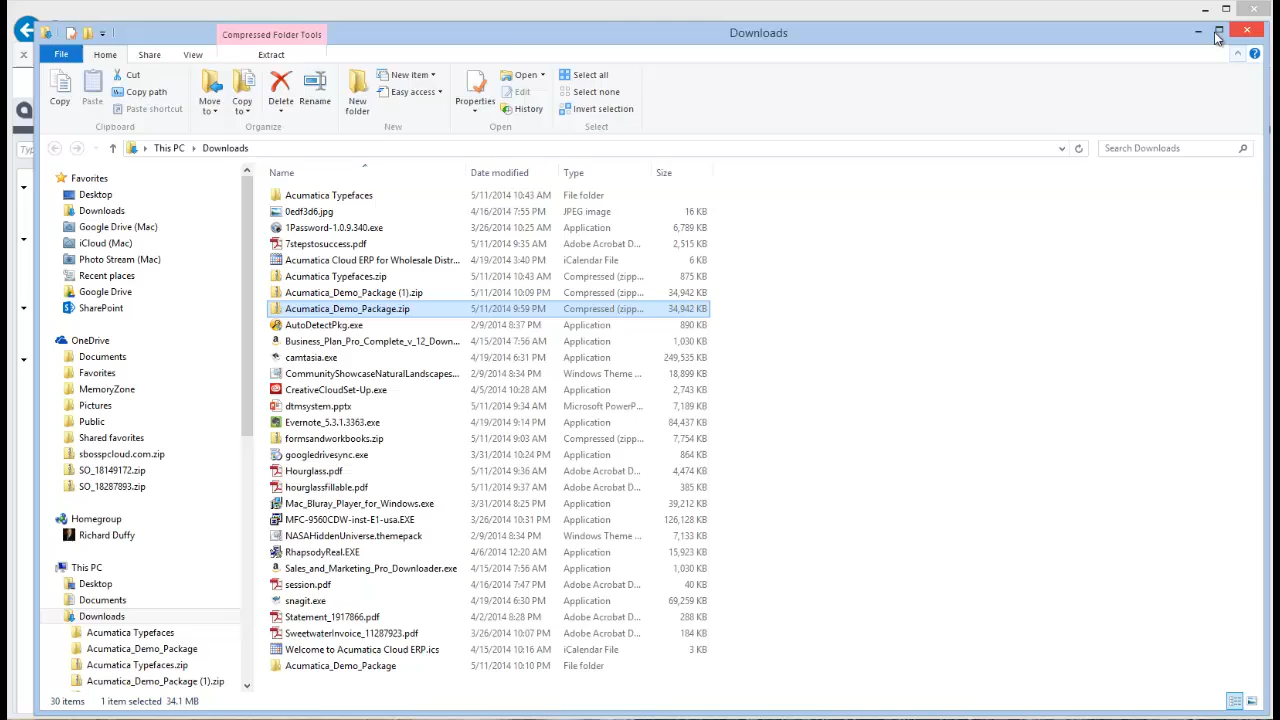 Compressed Folder Tools
Downloads
File
Home
Share
View
Extract
Copy
Paste
Cut
Copy path
Paste shortcut
Clipboard
Move to
Copy to
Delete
Rename
Organize
New folder
New item
Easy access
New
Properties
Open
Edit
History
Open
Select all
Select none
Invert selection
Select
This PC
Downloads
Search Downloads
Name Date modified Type Size
Favorites
Desktop
Downloads
Google Drive (Mac)
iCloud (Mac)
Photo Stream (Mac)
Recent places
Google Drive
SharePoint
OneDrive
Documents
Favorites
MemoryZone
Pictures
Public
Shared favorites
sbosspcloud.com.zip
SO_18149172.zip
SO_18287893.zip
Homegroup
Richard Duffy
This PC
Desktop
Documents
Downloads
Acumatica Typefaces
Acumatica_Demo_Package
Acumatica Typefaces.zip
Acumatica_Demo_Package (1).zip
Acumatica Typefaces 5/11/2014 10:43 AM File folder
0edf3d6.jpg 4/16/2014 7:55 PM JPEG image 16 KB
1Password-1.0.9.340.exe 3/26/2014 10:25 AM Application 6,789 KB
7stepstosuccess.pdf 5/11/2014 9:35 AM Adobe Acrobat D... 2,515 KB
Acumatica Cloud ERP for Wholesale Distr... 4/19/2014 3:40 PM iCalendar File 6 KB
Acumatica Typefaces.zip 5/11/2014 10:43 AM Compressed (zipp... 875 KB
Acumatica_Demo_Package (1).zip 5/11/2014 10:09 PM Compressed (zipp... 34,942 KB
Acumatica_Demo_Package.zip 5/11/2014 9:59 PM Compressed (zipp... 34,942 KB
AutoDetectPkg.exe 2/9/2014 8:37 PM Application 890 KB
Business_Plan_Pro_Complete_v_12_Down... 4/15/2014 7:56 AM Application 1,030 KB
camtasia.exe 4/19/2014 6:31 PM Application 249,535 KB
CommunityShowcaseNaturalLandscapes... 2/9/2014 8:34 PM Windows Theme ... 18,899 KB
CreativeCloudSet-Up.exe 4/5/2014 10:28 AM Application 2,743 KB
dtmsystem.pptx 5/11/2014 9:34 AM Microsoft PowerP... 7,189 KB
Evernote_5.3.1.3363.exe 4/19/2014 9:14 PM Application 84,437 KB
formsandworkbooks.zip 5/11/2014 9:03 AM Compressed (zipp... 7,754 KB
googledrivesync.exe 3/31/2014 10:24 PM Application 864 KB
Hourglass.pdf 5/11/2014 9:36 AM Adobe Acrobat D... 4,474 KB
hourglassfillable.pdf 5/11/2014 9:37 AM Adobe Acrobat D... 385 KB
Mac_Bluray_Player_for_Windows.exe 3/31/2014 8:25 PM Application 39,212 KB
MFC-9560CDW-inst-E1-usa.EXE 3/26/2014 10:31 PM Application 126,128 KB
NASAHiddenUniverse.themepack 2/9/2014 8:34 PM Windows Theme ... 7,133 KB
RhapsodyReal.EXE 4/6/2014 12:20 AM Application 15,923 KB
Sales_and_Marketing_Pro_Downloader.exe 4/15/2014 7:56 AM Application 1,030 KB
session.pdf 4/16/2014 7:47 PM Adobe Acrobat D... 40 KB
snagit.exe 4/19/2014 6:30 PM Application 69,259 KB
Statement_1917866.pdf 4/2/2014 8:28 PM Adobe Acrobat D... 288 KB
SweetwaterInvoice_11287923.pdf 3/26/2014 10:07 PM Adobe Acrobat D... 184 KB
Welcome to Acumatica Cloud ERP.ics 4/15/2014 10:16 AM iCalendar File 3 KB
Acumatica_Demo_Package 5/11/2014 10:10 PM File folder
30 items 1 item selected 34.1 MB